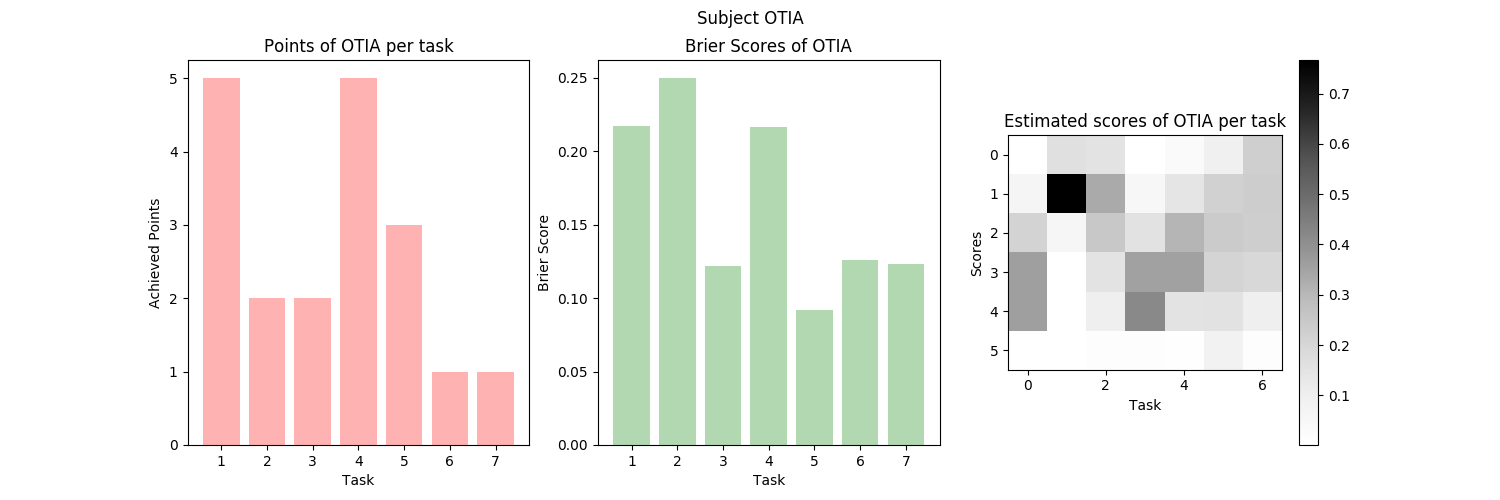 Subject OTIA
Points of OTIA per task
Achieved Points
5
4
3
2
1
0
1 2 3 4 5 6 7
Task
Brier Scores of OTIA
Brier Score
0.25
0.20
0.15
0.10
0.05
0.00
1 2 3 4 5 6 7
Task
Estimated scores of OTIA per task
Scores
0
1
2
3
4
5
0 2 4 6
Task
0.7
0.6
0.5
0.4
0.3
0.2
0.1